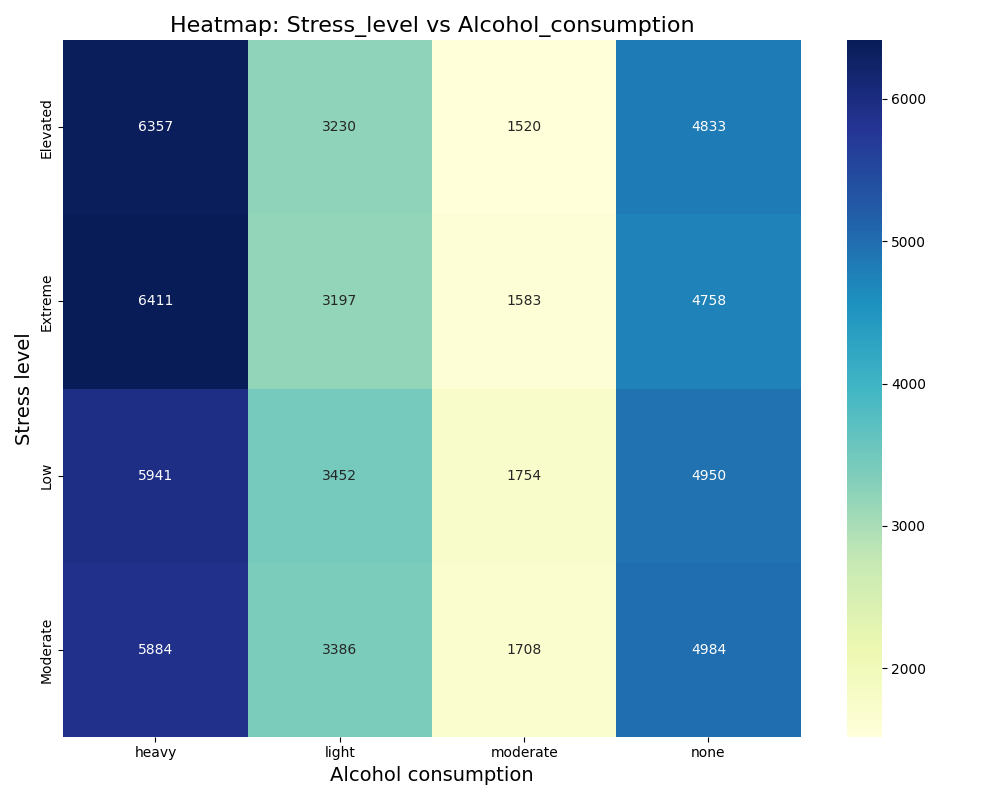 Heatmap: Stress_level vs Alcohol_consumption
Elevated
6357 3230 1520 4833
Extreme
6411 3197 1583 4758
Low
5941 3452 1754 4950
Moderate
5884 3386 1708 4984
Stress level
heavy light moderate none
Alcohol consumption
6000
5000
4000
3000
2000